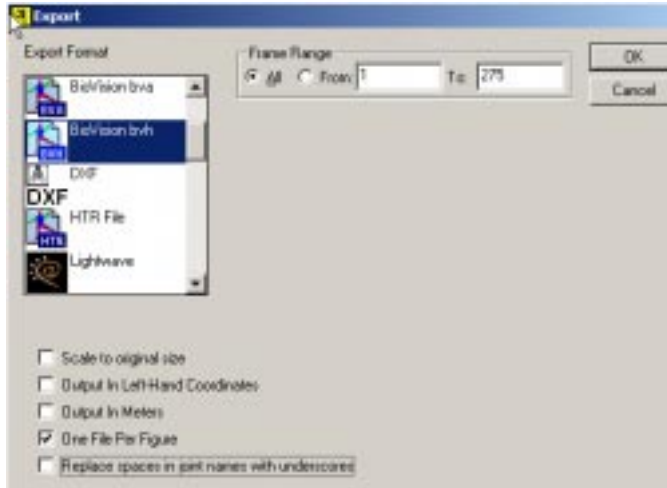 Export
Export Format
Frame Range
All From 1 To: 275
OK
Cancel
BioVision bva
BVA
BioVision bvh
BVH
DXF
DXF
HTR File
HTR
Lightwave
Scale to original size
Output In Left-Hand Coordinates
Output In Meters
One File Per Figure
Replace spaces in joint names with underscores